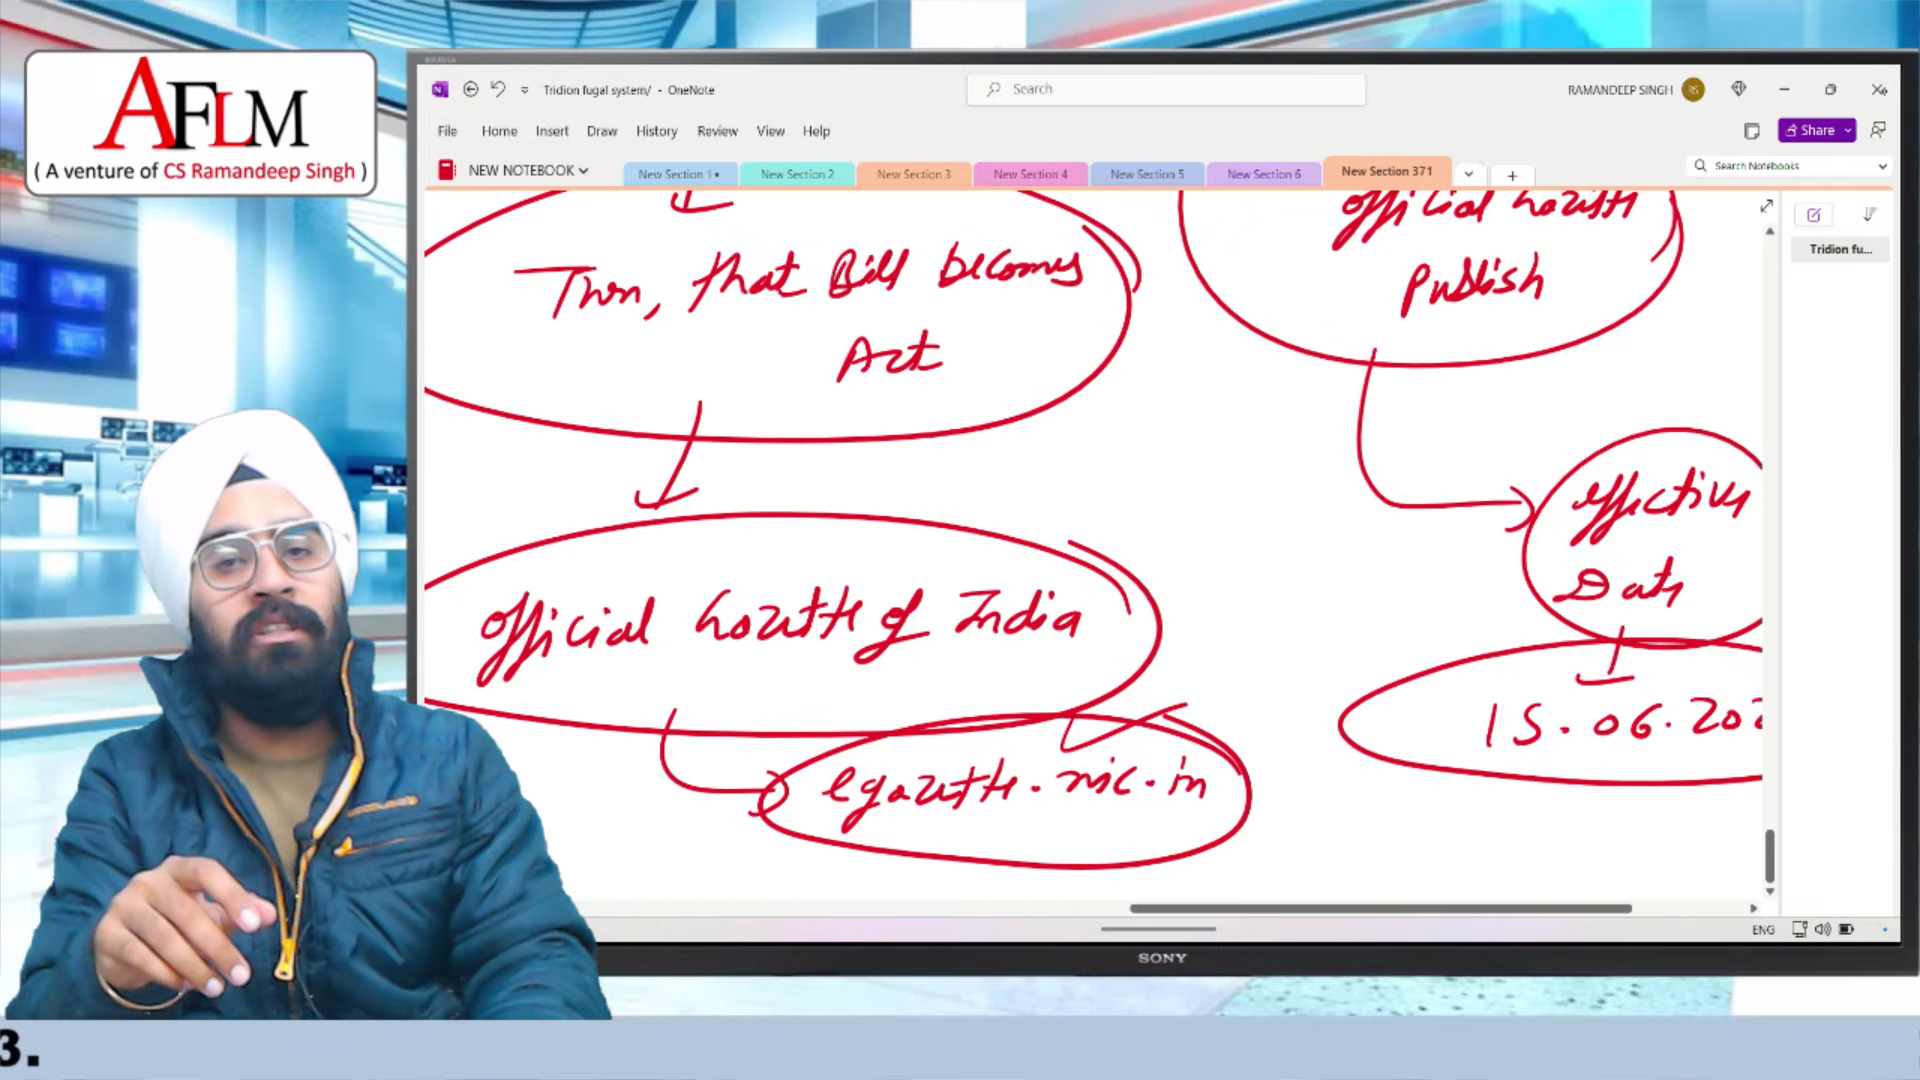 AFLM
( A venture of CS Ramandeep Singh )
BRAVIA
Tridion fugal system/ - OneNote
Search
RAMANDEEP SINGH
RS
File Home Insert Draw History Review View Help
Share
NEW NOTEBOOK
New Section 1
New Section 2
New Section 3
New Section 4
New Section 5
New Section 6
New Section 371
Search Notebooks
Tridion fu...
Then, that Bill becomes
Act
official Gazette of India
egazette.nic.in
official Gazette
Publish
effective
Date
15.06.202
ENG
SONY
3.